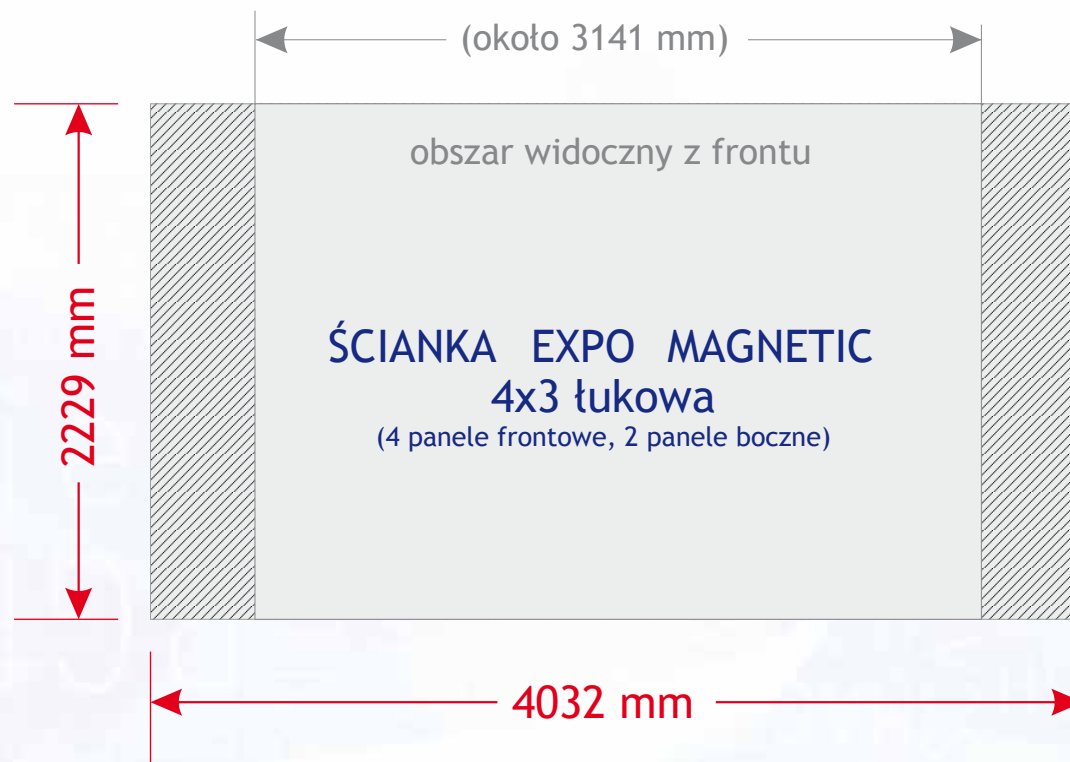 (około 3141 mm)
obszar widoczny z frontu
2229 mm
ŚCIANKA EXPO MAGNETIC
4x3 łukowa
(4 panele frontowe, 2 panele boczne)
4032 mm